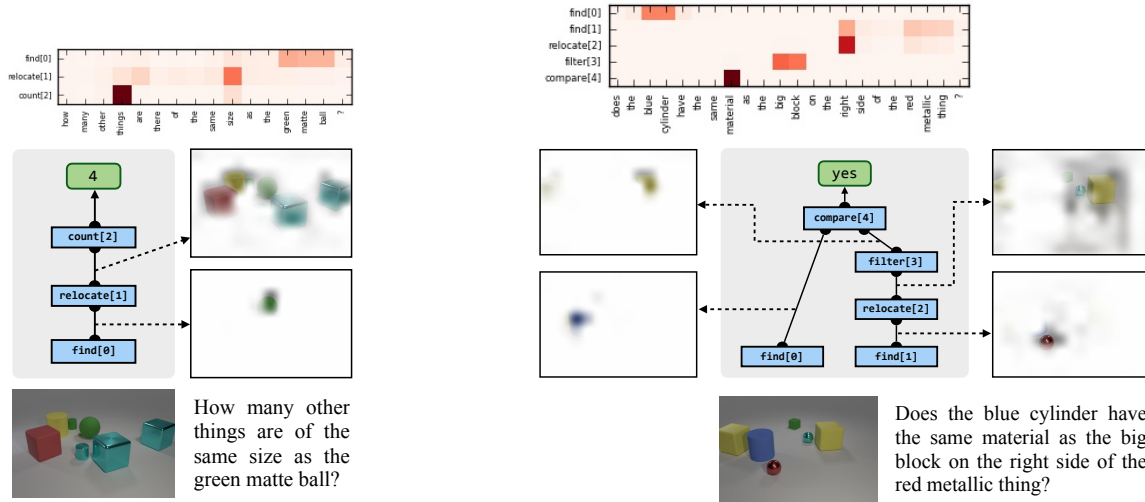 find[0]
relocate[1]
count[2]
how many other things are there of the same size as the green matte ball ?
4
count[2]
relocate[1]
find[0]
How many other
things are of the
same size as the
green matte ball?
find[0]
find[1]
relocate[2]
filter[3]
compare[4]
does the blue cylinder have the same material as the big block on the right side of the red metallic thing ?
yes
compare[4]
filter[3]
relocate[2]
find[0]
find[1]
Does the blue cylinder have
the same material as the big
block on the right side of the
red metallic thing?